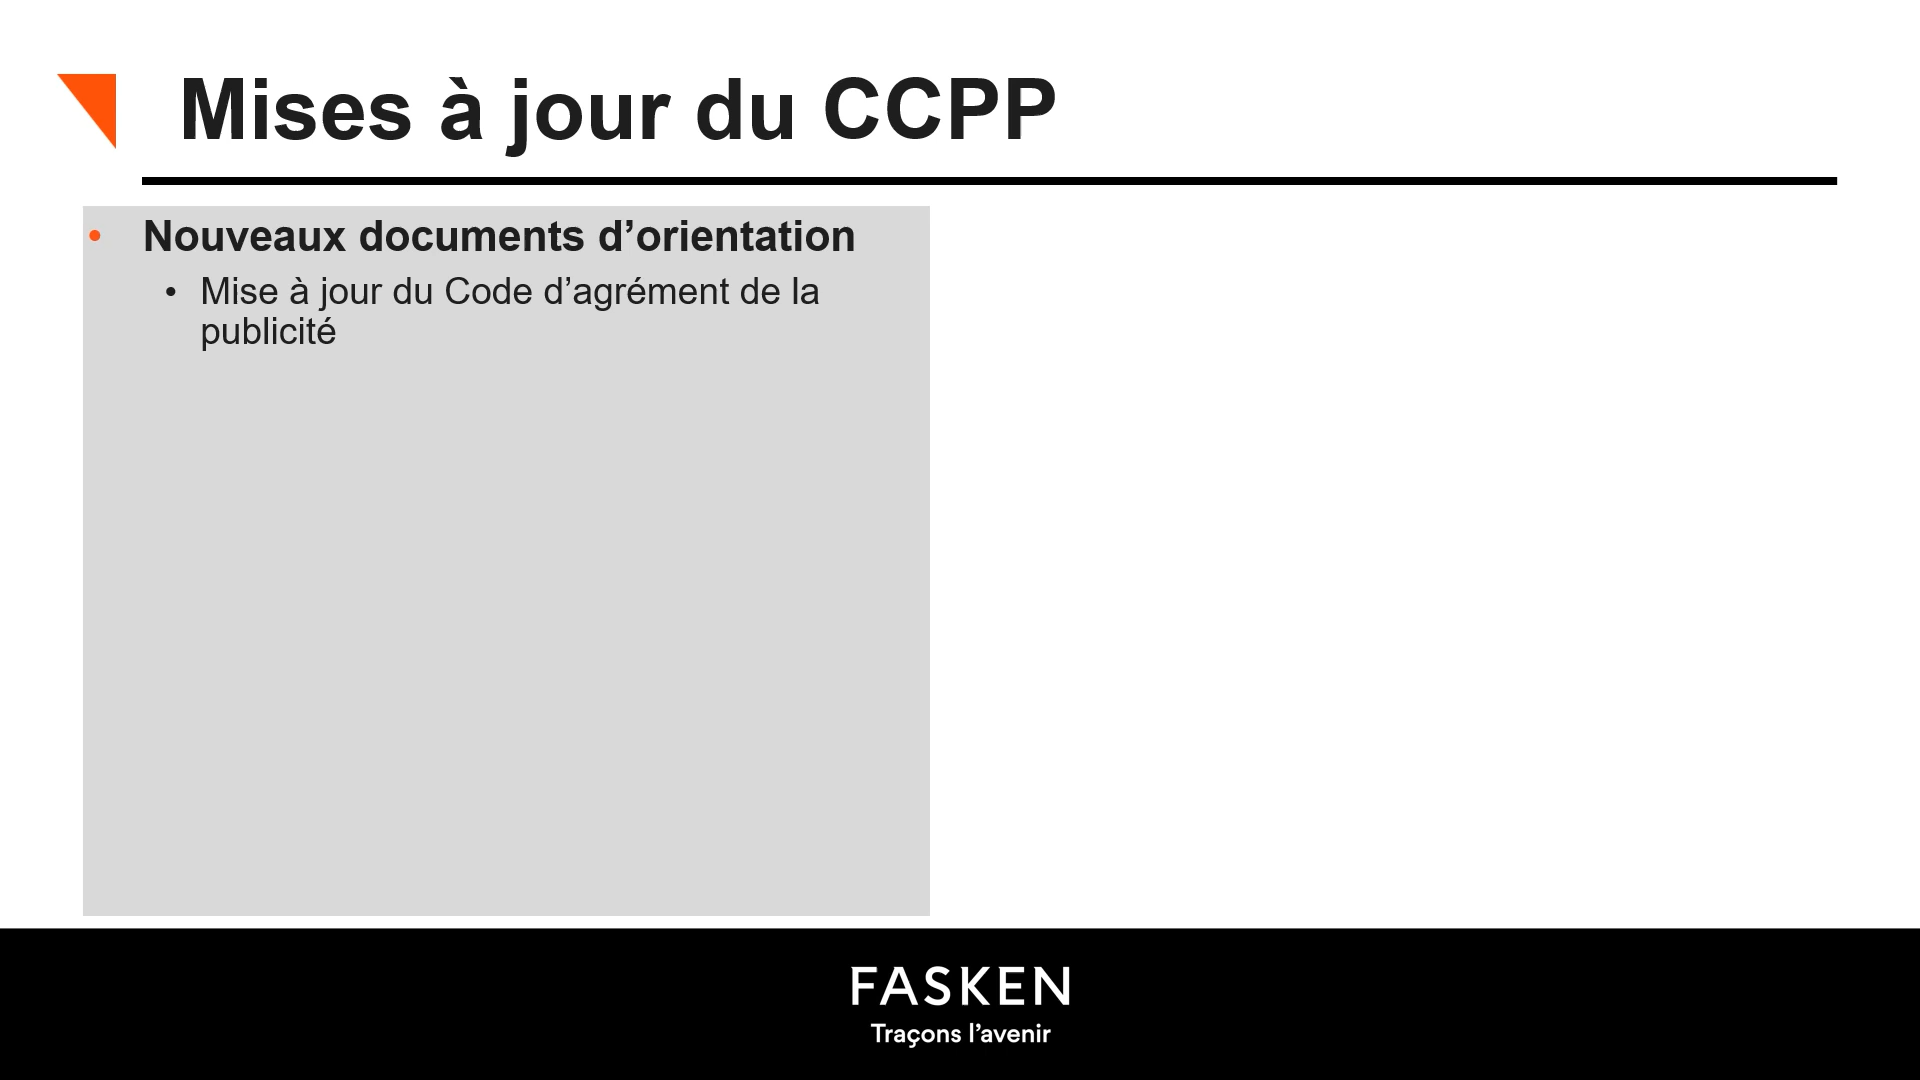 Mises à jour du CCPP
• Nouveaux documents d’orientation
• Mise à jour du Code d’agrément de la
publicité
FASKEN
Traçons l’avenir